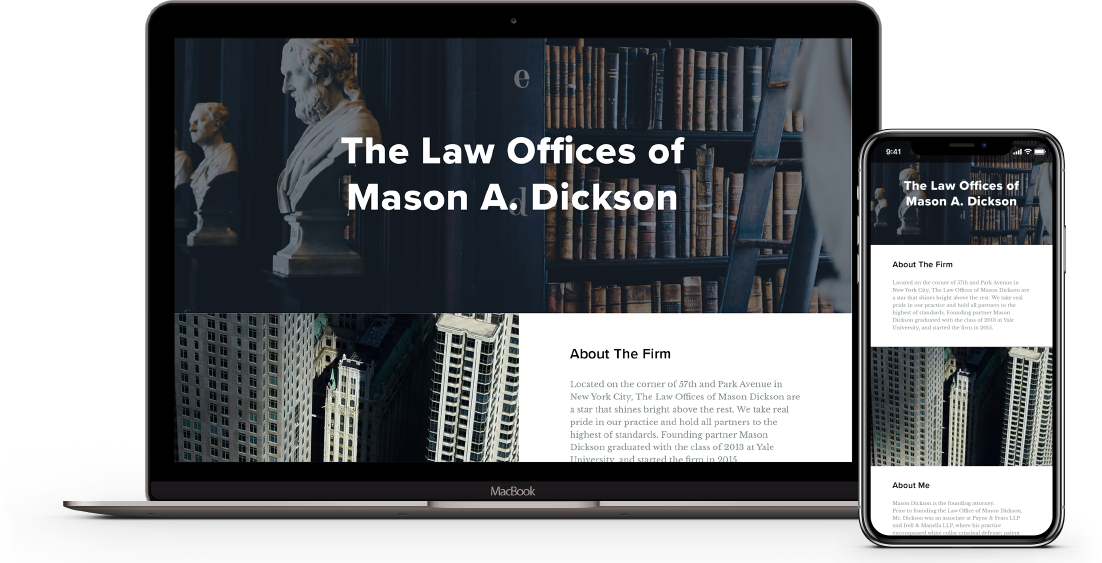 e
The Law Offices of
Mason A. Dickson
d
About The Firm
Located on the corner of 57th and Park Avenue in
New York City, The Law Offices of Mason Dickson are
a star that shines bright above the rest. We take real
pride in our practice and hold all partners to the
highest of standards. Founding partner Mason
Dickson graduated with the class of 2013 at Yale
University, and started the firm in 2015.
MacBook
9:41
The Law Offices of
Mason A. Dickson
About The Firm
Located on the corner of 57th and Park Avenue in
New York City, The Law Offices of Mason Dickson are
a star that shines bright above the rest. We take real
pride in our practice and hold all partners to the
highest of standards. Founding partner Mason
Dickson graduated with the class of 2013 at Yale
University, and started the firm in 2015.
About Me
Mason Dickson is the founding attorney.
Prior to founding the Law Office of Mason Dickson,
Mr. Dickson was an associate at Payne & Fears LLP
and Irell & Manella LLP, where his practice
encompassed white collar criminal defense, patent